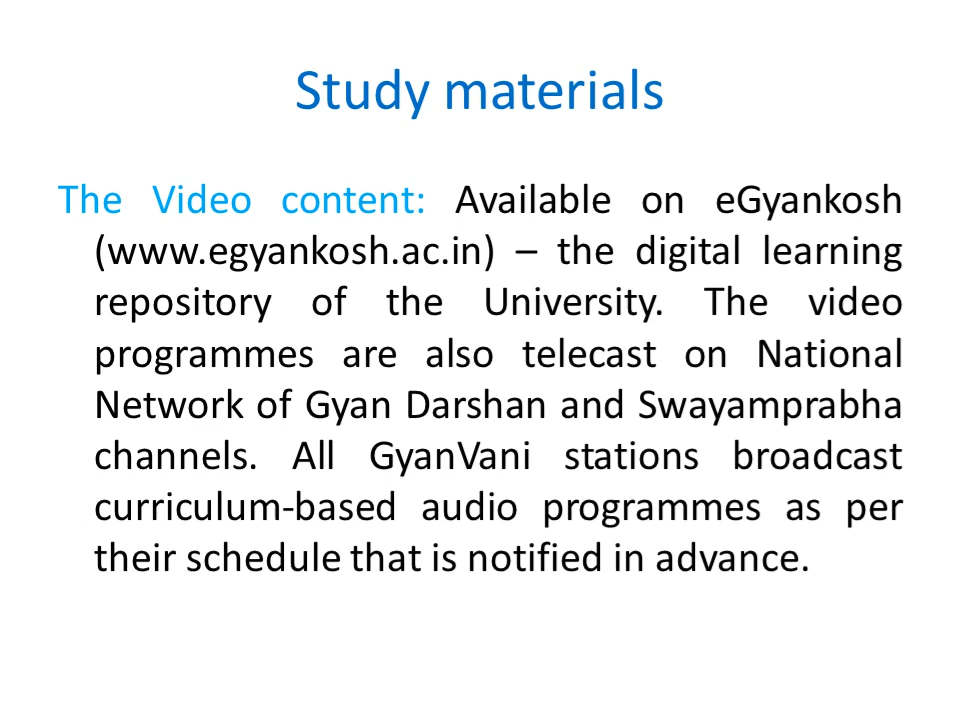 Study materials
The Video content: Available on eGyankosh
(www.egyankosh.ac.in) – the digital learning
repository of the University. The video
programmes are also telecast on National
Network of Gyan Darshan and Swayamprabha
channels. All GyanVani stations broadcast
curriculum-based audio programmes as per
their schedule that is notified in advance.